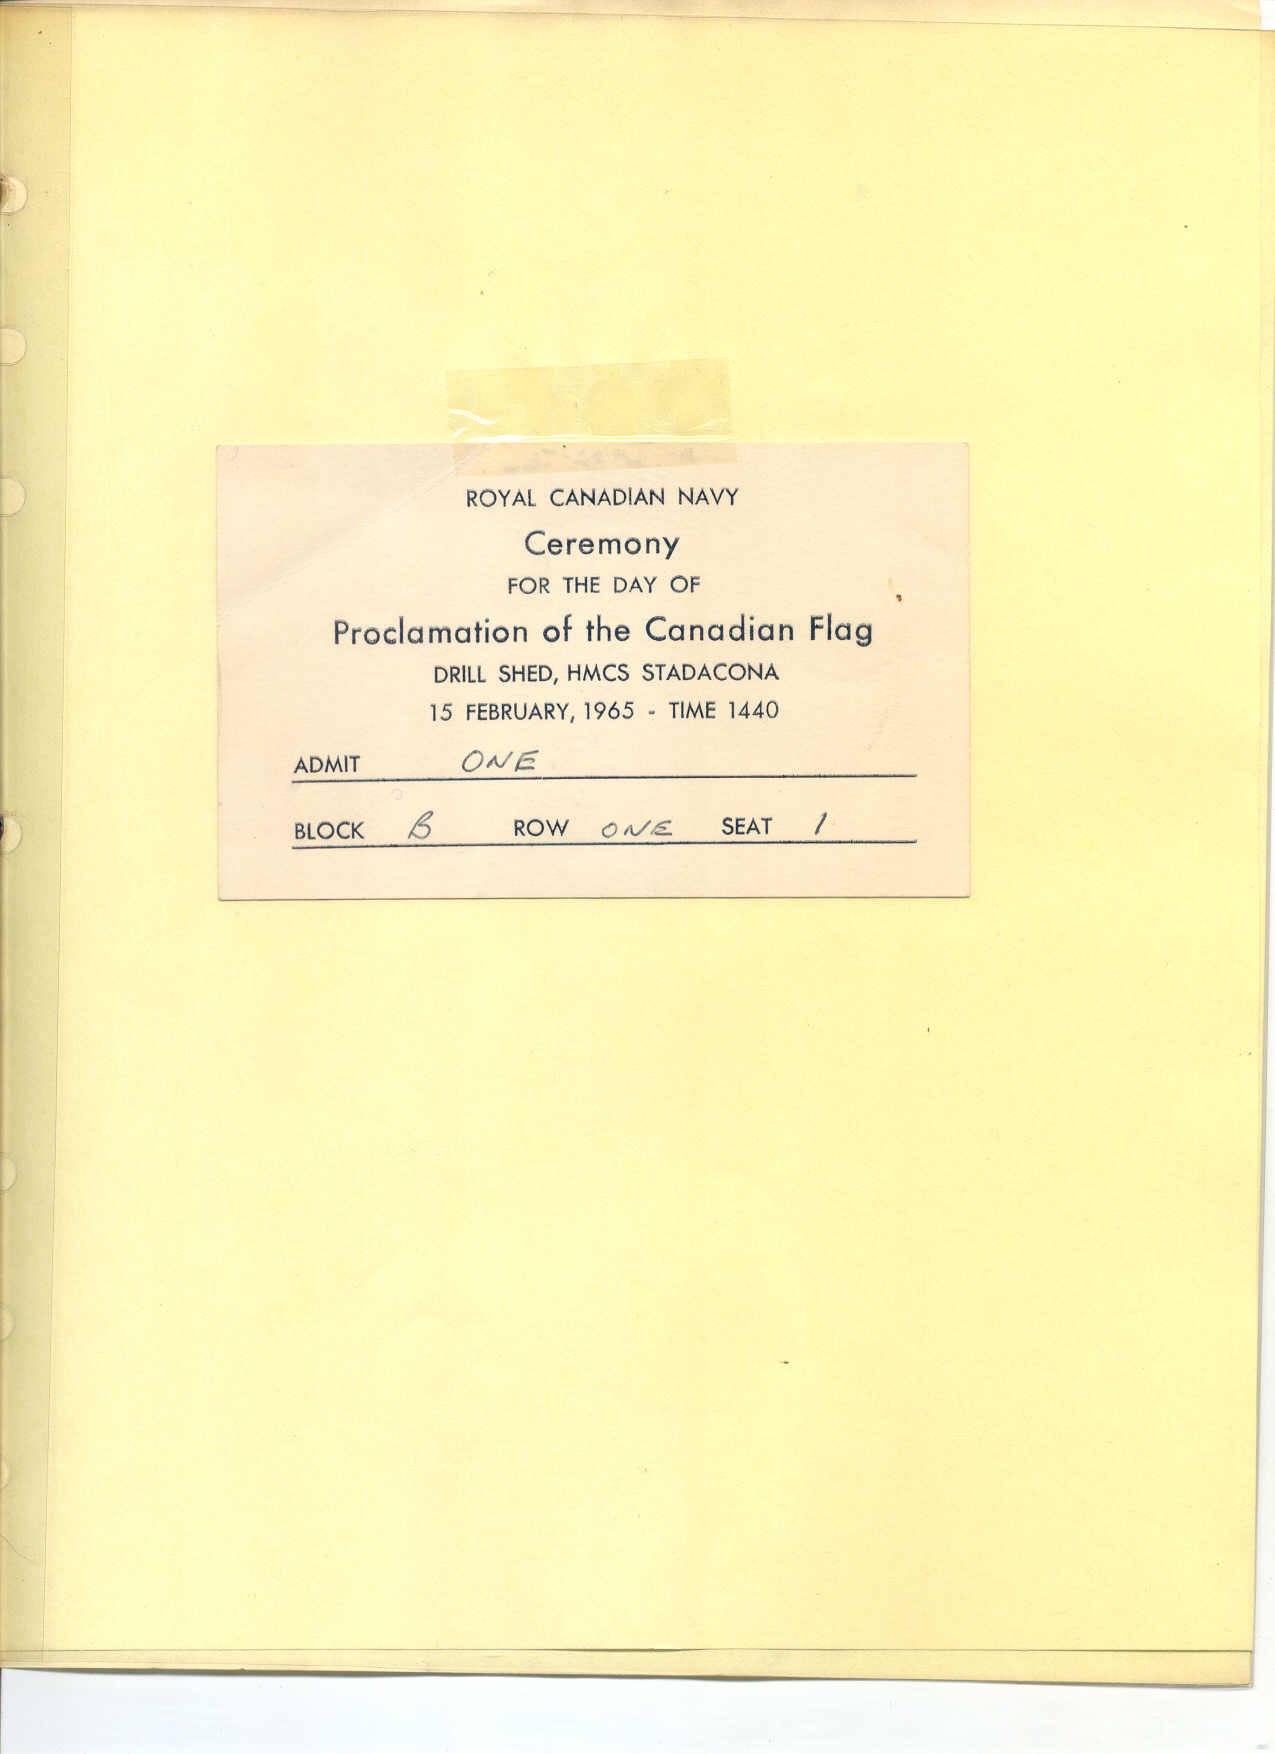 ROYAL CANADIAN NAVY
Ceremony
FOR THE DAY OF
Proclamation of the Canadian Flag
DRILL SHED, HMCS STADACONA
15 FEBRUARY, 1965 - TIME 1440
ADMIT ONE
BLOCK B ROW ONE SEAT 1